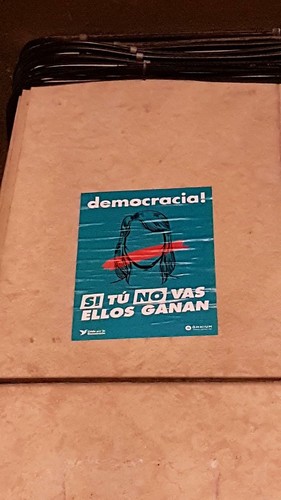 democracia!
SI TÚ NO VAS
ELLOS GANAN